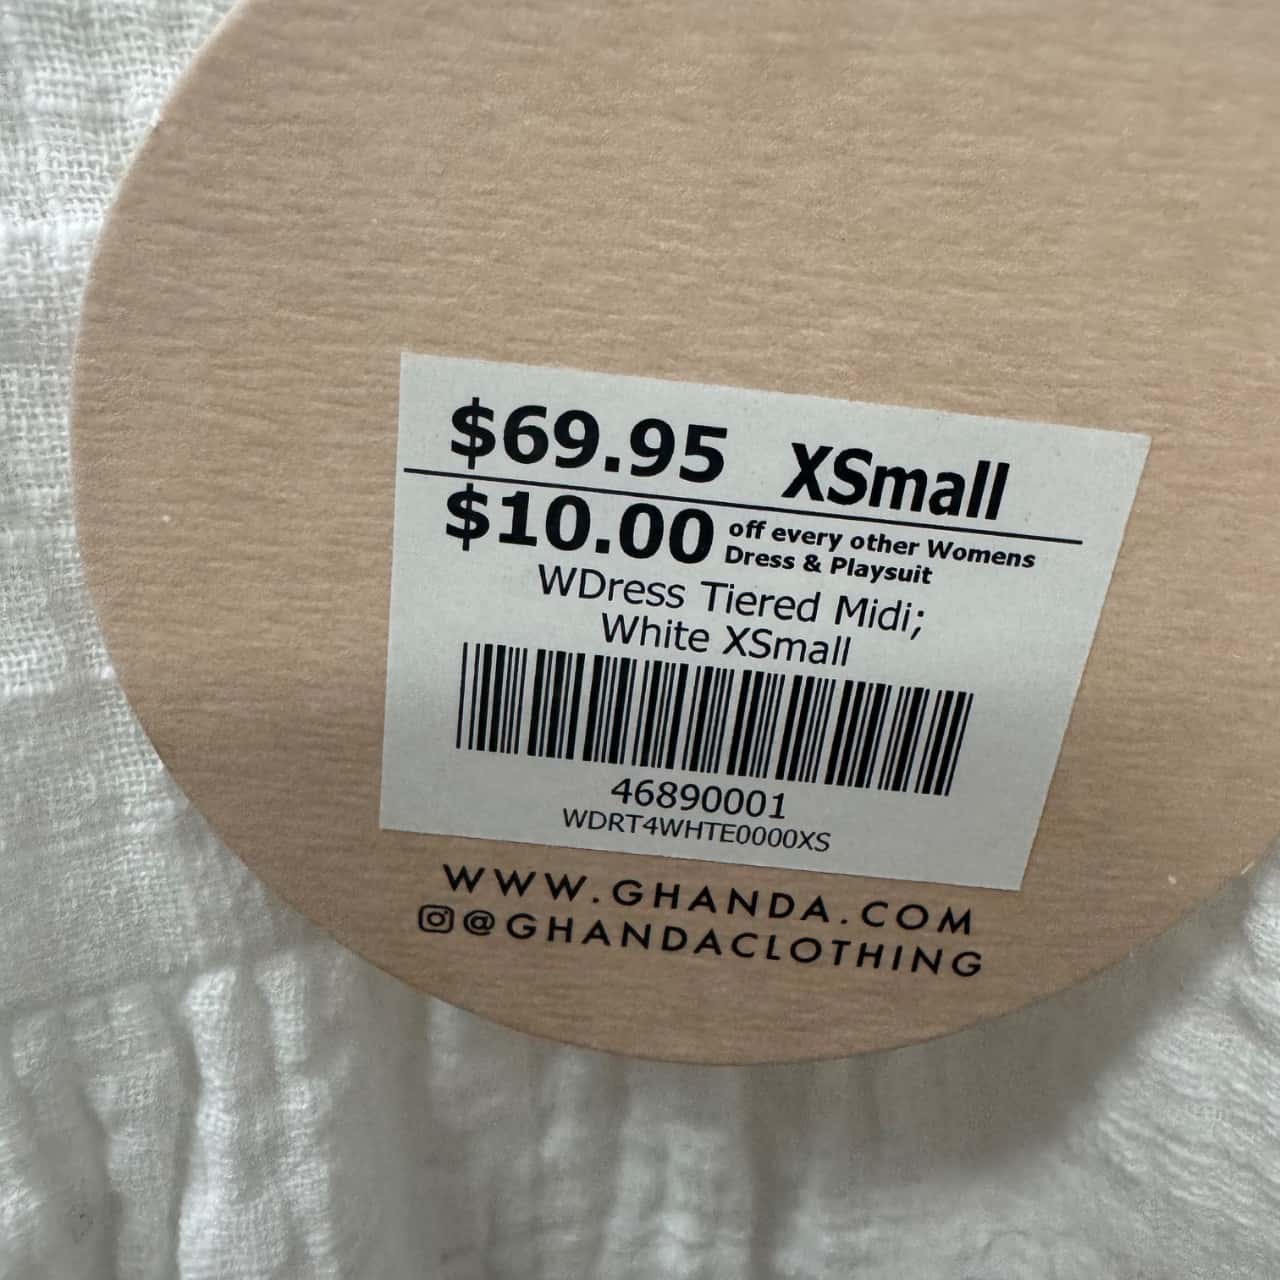 $69.95 XSmall
$10.00 off every other Womens
Dress & Playsuit
WDress Tiered Midi;
White XSmall
46890001
WDRT4WHTE0000XS
WWW.GHANDA.COM
@GHANDACLOTHING